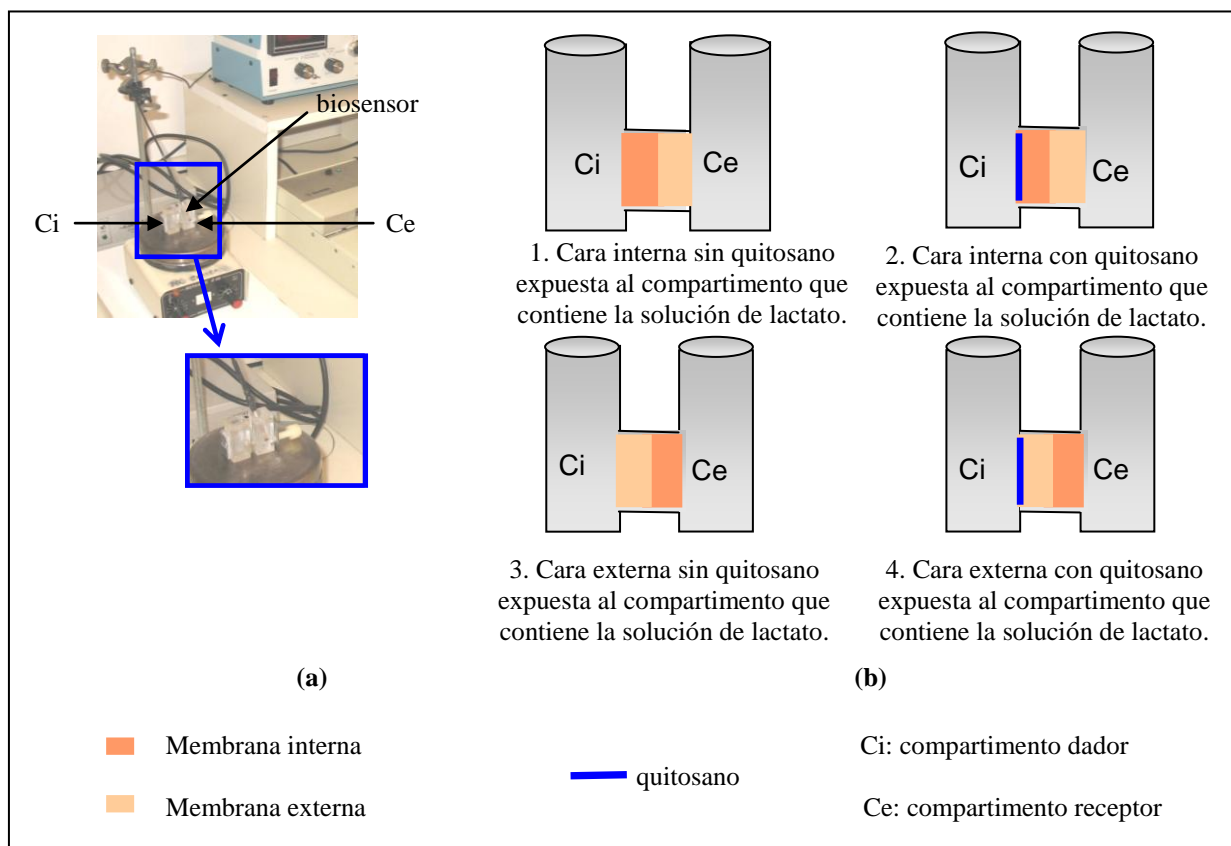 biosensor
Ci
Ce
(a)
Ci
Ce
1. Cara interna sin quitosano
expuesta al compartimento que
contiene la solución de lactato.
Ci
Ce
2. Cara interna con quitosano
expuesta al compartimento que
contiene la solución de lactato.
Ci
Ce
3. Cara externa sin quitosano
expuesta al compartimento que
contiene la solución de lactato.
Ci
Ce
4. Cara externa con quitosano
expuesta al compartimento que
contiene la solución de lactato.
(b)
Membrana interna
Membrana externa
quitosano
Ci: compartimento dador
Ce: compartimento receptor